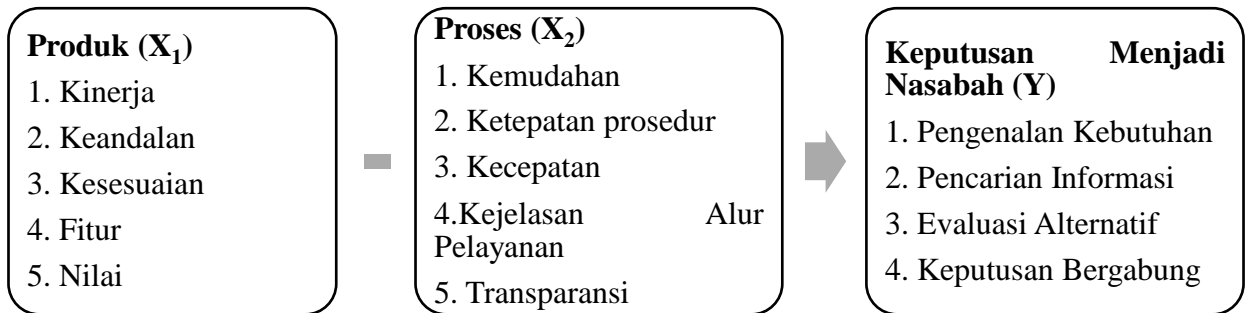 Produk (X₁)
1. Kinerja
2. Keandalan
3. Kesesuaian
4. Fitur
5. Nilai
Proses (X₂)
1. Kemudahan
2. Ketepatan prosedur
3. Kecepatan
4.Kejelasan Alur
Pelayanan
5. Transparansi
Keputusan Menjadi
Nasabah (Y)
1. Pengenalan Kebutuhan
2. Pencarian Informasi
3. Evaluasi Alternatif
4. Keputusan Bergabung